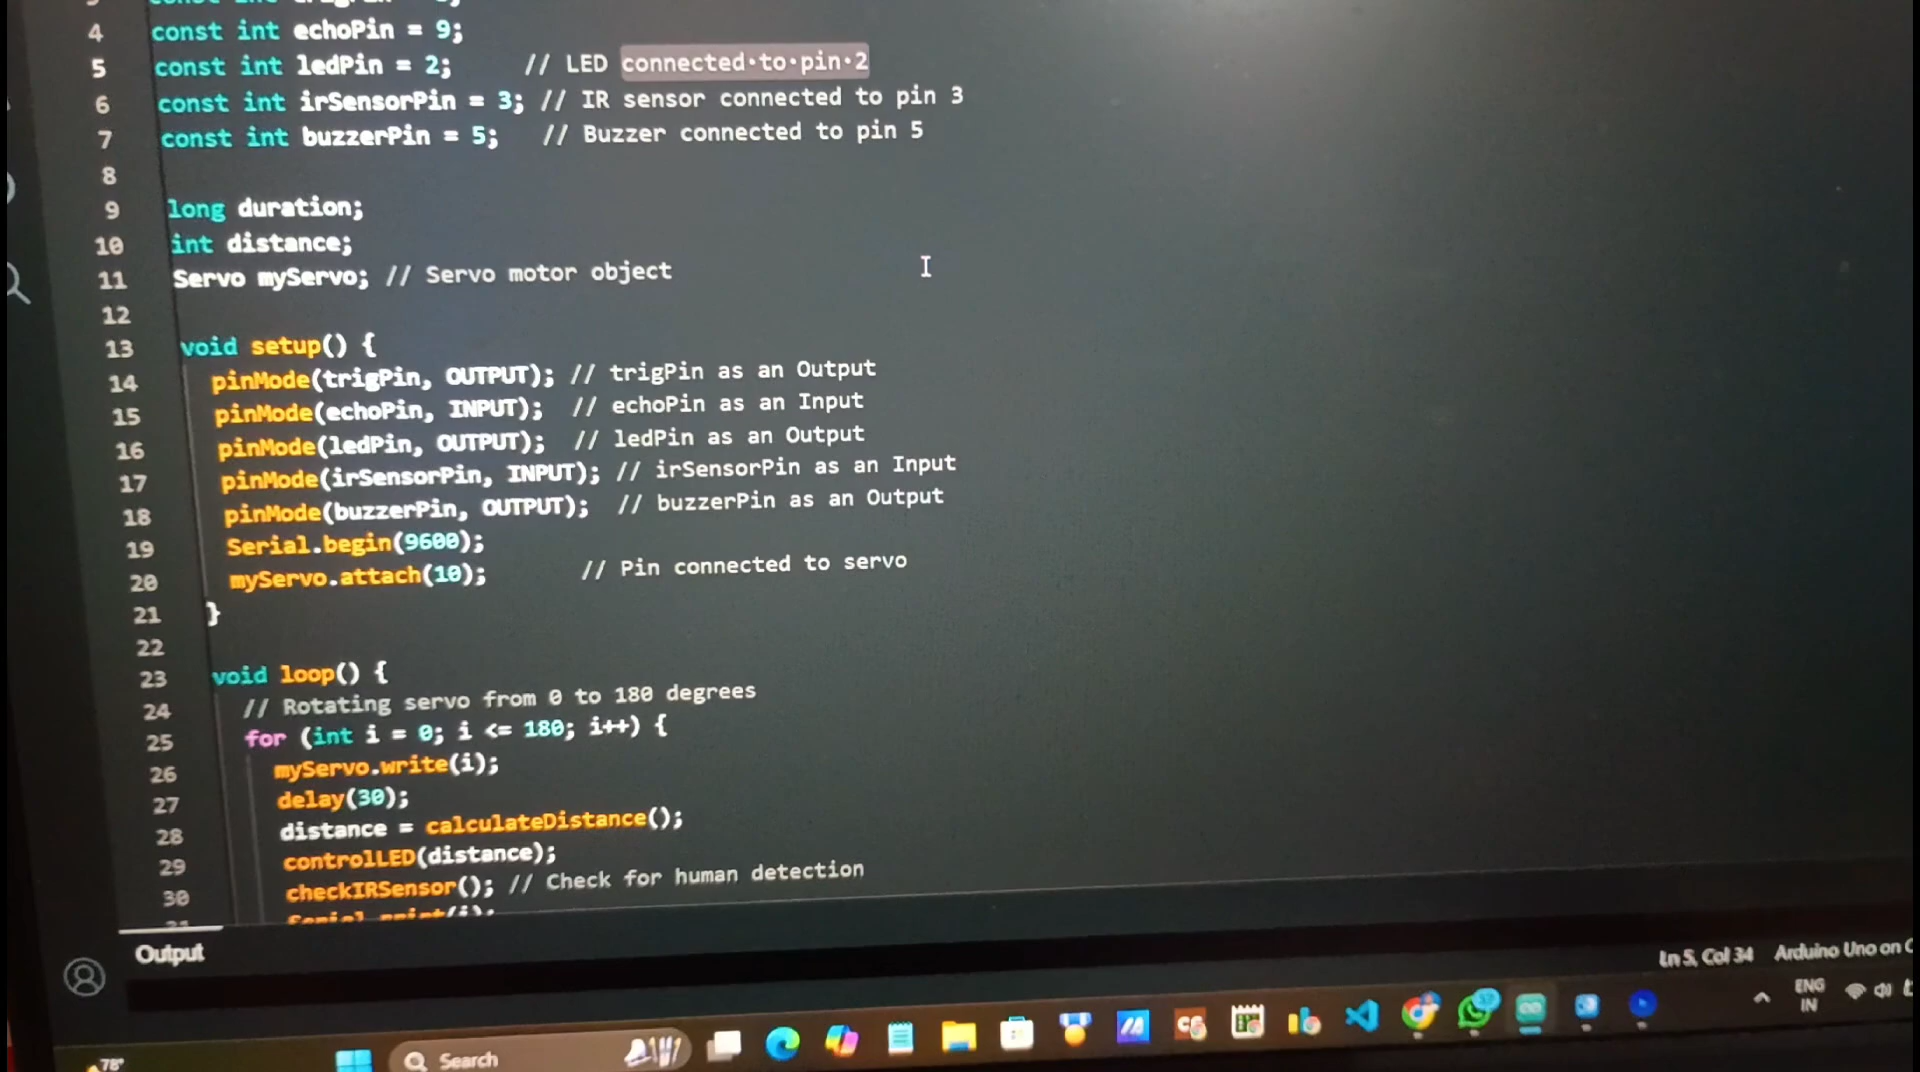 4 const int echoPin = 9;
5 const int ledPin = 2; // LED connected·to·pin·2
6 const int irSensorPin = 3; // IR sensor connected to pin 3
7 const int buzzerPin = 5; // Buzzer connected to pin 5
8
9 long duration;
10 int distance;
11 Servo myServo; // Servo motor object
12
13 void setup() {
14 pinMode(trigPin, OUTPUT); // trigPin as an Output
15 pinMode(echoPin, INPUT); // echoPin as an Input
16 pinMode(ledPin, OUTPUT); // ledPin as an Output
17 pinMode(irSensorPin, INPUT); // irSensorPin as an Input
18 pinMode(buzzerPin, OUTPUT); // buzzerPin as an Output
19 Serial.begin(9600);
20 myServo.attach(10); // Pin connected to servo
21 }
22
23 void loop() {
24 // Rotating servo from 0 to 180 degrees
25 for (int i = 0; i <= 180; i++) {
26 myServo.write(i);
27 delay(30);
28 distance = calculateDistance();
29 controlLED(distance);
30 checkIRSensor(); // Check for human detection
31 Serial.print(i);
Output
Ln 5, Col 34 Arduino Uno on
ENG
IN
78°
Search